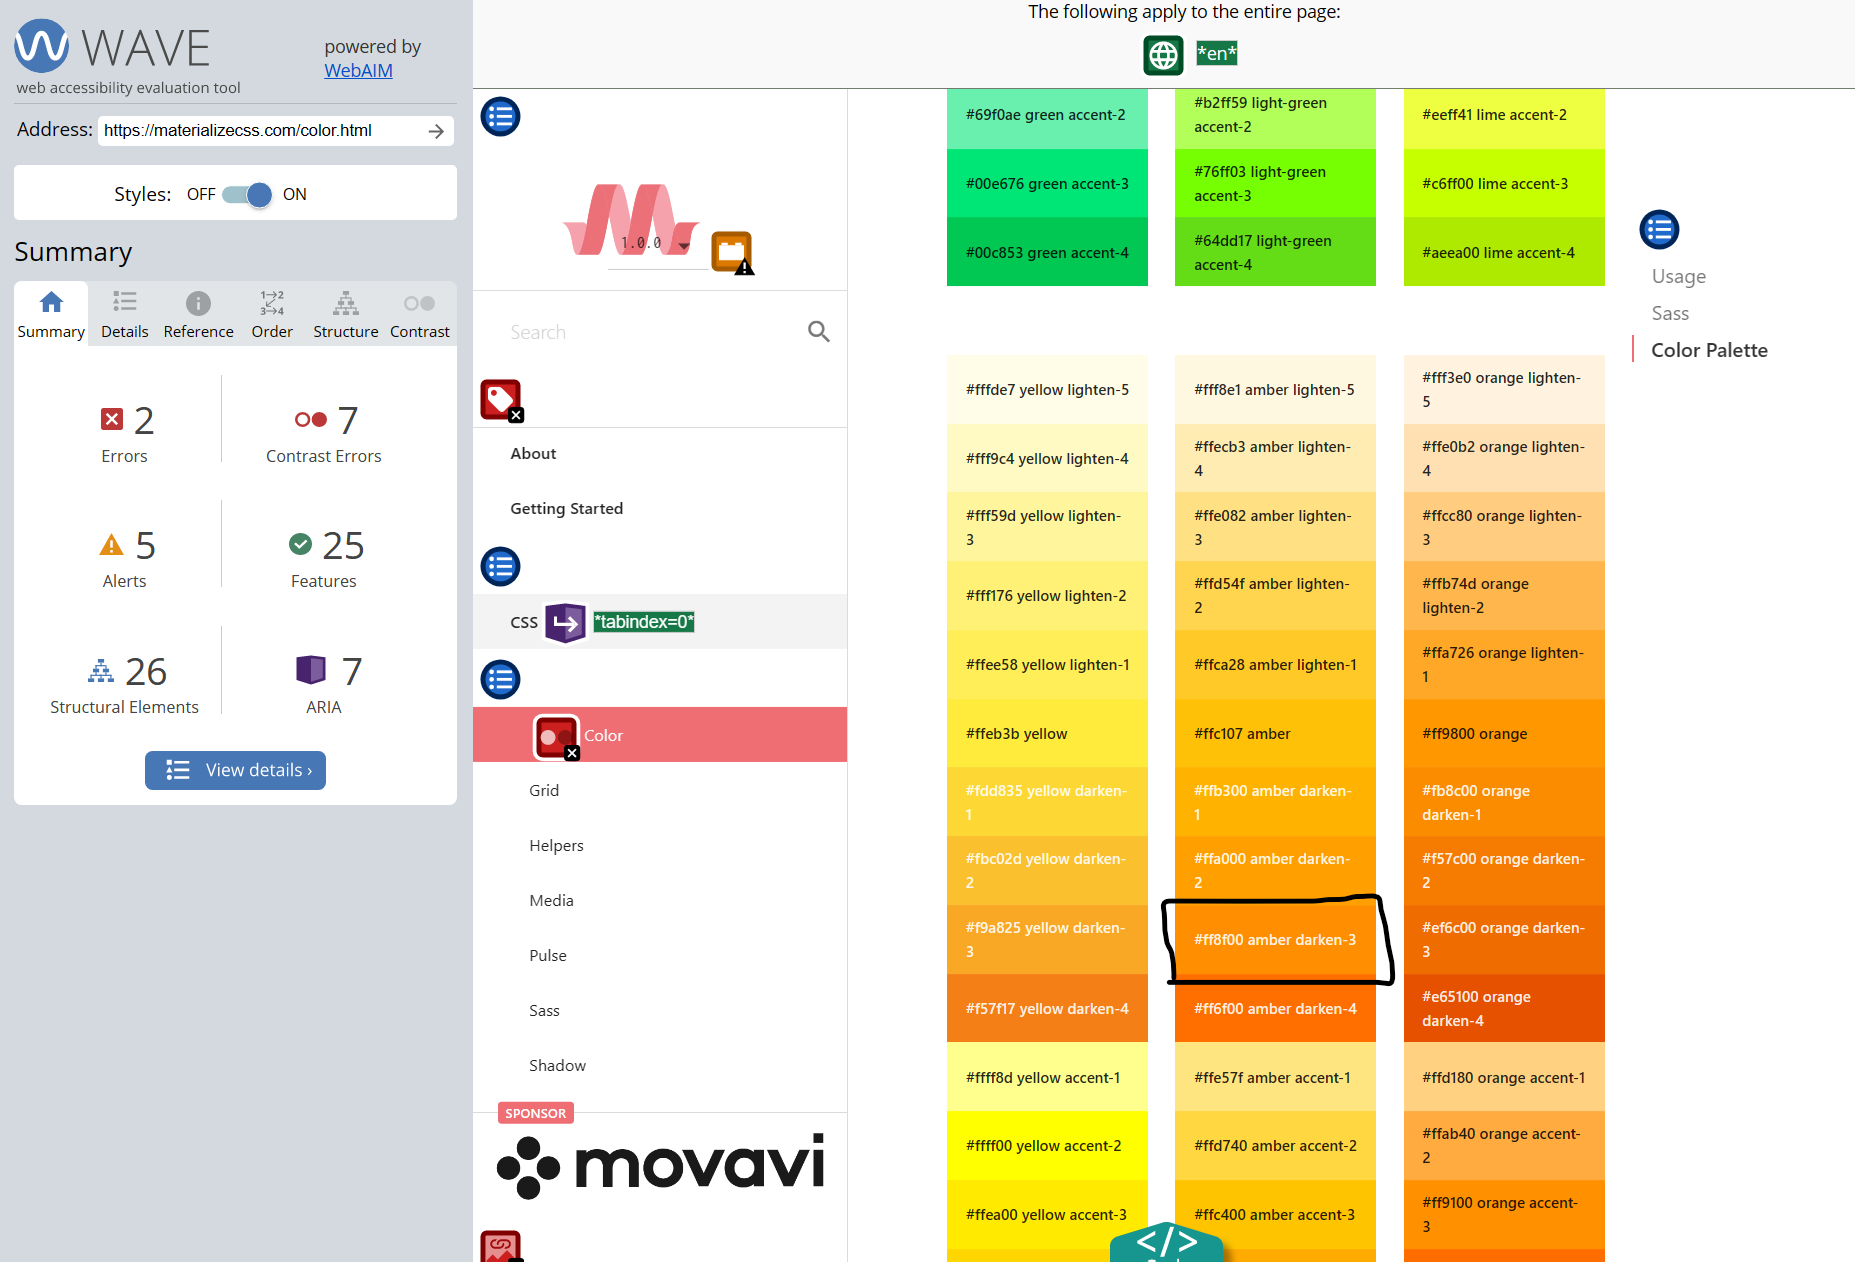 WAVE
powered by
WebAIM
web accessibility evaluation tool
Address: https://materializecss.com/color.html
Styles: OFF ON
Summary
Summary Details Reference Order Structure Contrast
2
Errors
7
Contrast Errors
5
Alerts
25
Features
26
Structural Elements
7
ARIA
View details ›
The following apply to the entire page:
*en*
1.0.0
Search
About
Getting Started
CSS *tabindex=0*
Color
Grid
Helpers
Media
Pulse
Sass
Shadow
SPONSOR
movavi
#69f0ae green accent-2
#00e676 green accent-3
#00c853 green accent-4
#b2ff59 light-green
accent-2
#76ff03 light-green
accent-3
#64dd17 light-green
accent-4
#eeff41 lime accent-2
#c6ff00 lime accent-3
#aeea00 lime accent-4
#fffde7 yellow lighten-5
#fff9c4 yellow lighten-4
#fff59d yellow lighten-
3
#fff176 yellow lighten-2
#ffee58 yellow lighten-1
#ffeb3b yellow
#fdd835 yellow darken-
1
#fbc02d yellow darken-
2
#f9a825 yellow darken-
3
#f57f17 yellow darken-4
#ffff8d yellow accent-1
#ffff00 yellow accent-2
#ffea00 yellow accent-3
#fff8e1 amber lighten-5
#ffecb3 amber lighten-
4
#ffe082 amber lighten-
3
#ffd54f amber lighten-
2
#ffca28 amber lighten-1
#ffc107 amber
#ffb300 amber darken-
1
#ffa000 amber darken-
2
#ff8f00 amber darken-3
#ff6f00 amber darken-4
#ffe57f amber accent-1
#ffd740 amber accent-2
#ffc400 amber accent-3
</>
#fff3e0 orange lighten-
5
#ffe0b2 orange lighten-
4
#ffcc80 orange lighten-
3
#ffb74d orange
lighten-2
#ffa726 orange lighten-
1
#ff9800 orange
#fb8c00 orange
darken-1
#f57c00 orange darken-
2
#ef6c00 orange darken-
3
#e65100 orange
darken-4
#ffd180 orange accent-1
#ffab40 orange accent-
2
#ff9100 orange accent-
3
Usage
Sass
Color Palette